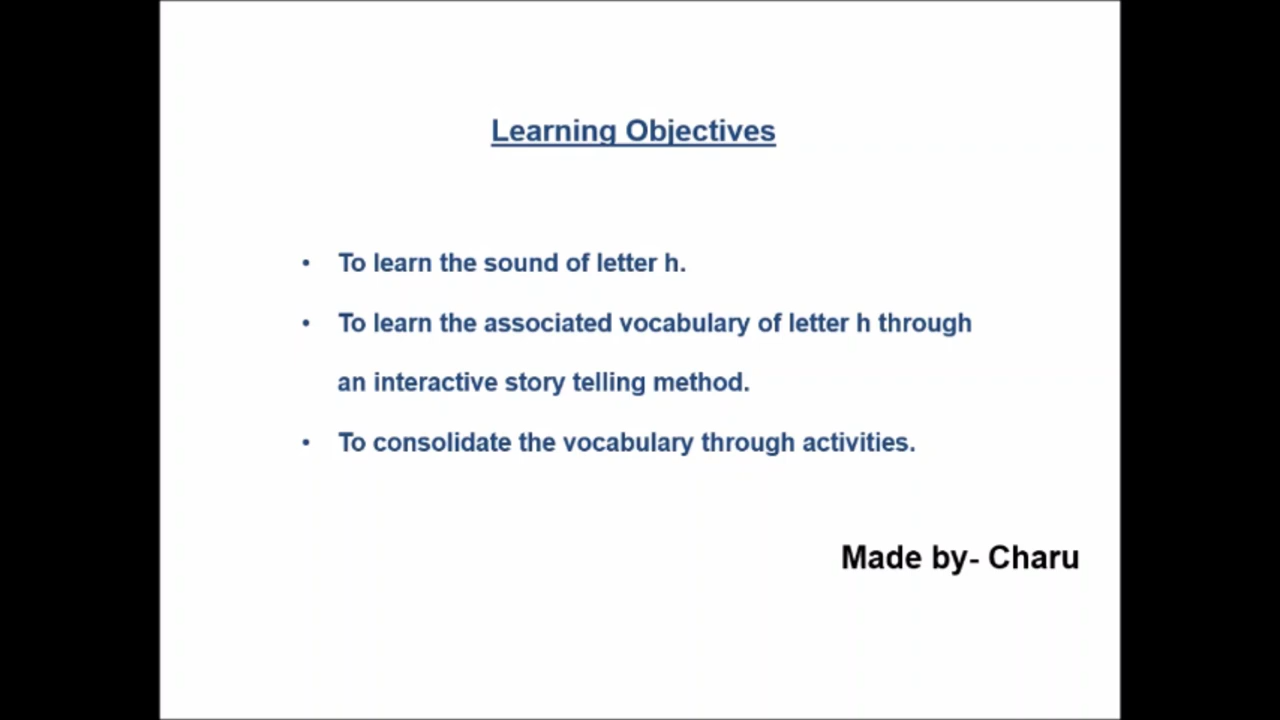 Learning Objectives
• To learn the sound of letter h.
• To learn the associated vocabulary of letter h through
an interactive story telling method.
• To consolidate the vocabulary through activities.
Made by- Charu